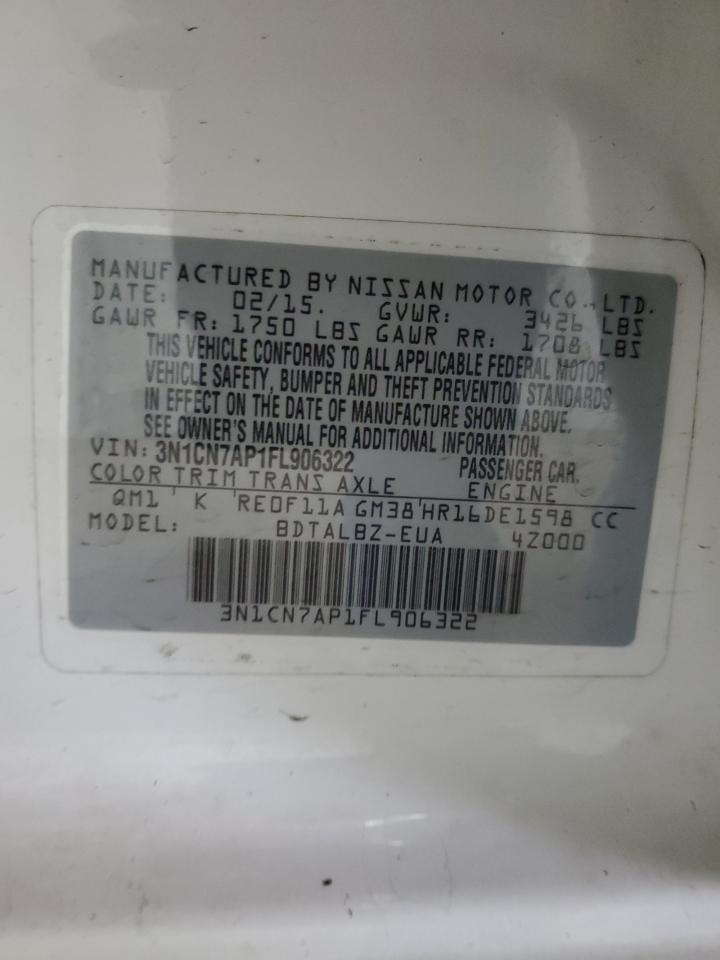 MANUFACTURED BY NISSAN MOTOR CO.,LTD.
DATE: 02/15. GVWR: 3426 LBS
GAWR FR: 1750 LBS GAWR RR: 1708 LBS
THIS VEHICLE CONFORMS TO ALL APPLICABLE FEDERAL MOTOR
VEHICLE SAFETY, BUMPER AND THEFT PREVENTION STANDARDS
IN EFFECT ON THE DATE OF MANUFACTURE SHOWN ABOVE.
SEE OWNER'S MANUAL FOR ADDITIONAL INFORMATION.
VIN: 3N1CN7AP1FL906322 PASSENGER CAR.
COLOR TRIM TRANS AXLE ENGINE
QM1 ' K 'RE0F11A GM38'HR16DE1598 CC
MODEL: BDTALBZ-EUA 4Z000
3N1CN7AP1FL906322